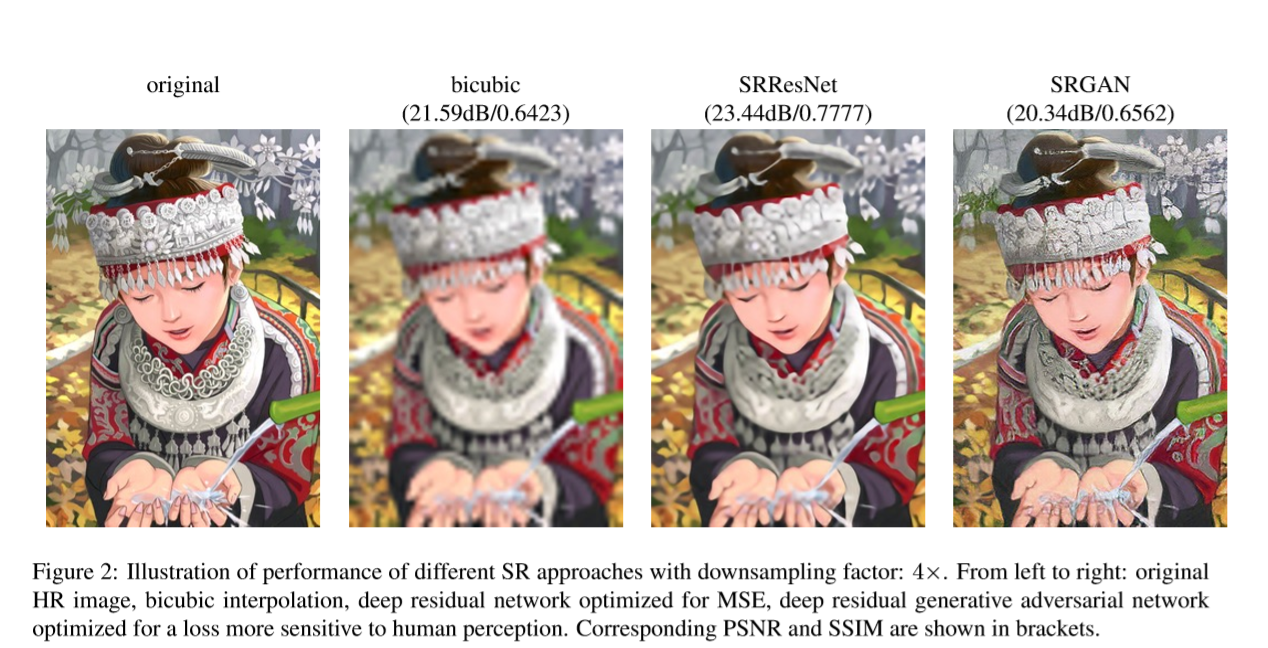 original
bicubic
(21.59dB/0.6423)
SRResNet
(23.44dB/0.7777)
SRGAN
(20.34dB/0.6562)
Figure 2: Illustration of performance of different SR approaches with downsampling factor: 4×. From left to right: original
HR image, bicubic interpolation, deep residual network optimized for MSE, deep residual generative adversarial network
optimized for a loss more sensitive to human perception. Corresponding PSNR and SSIM are shown in brackets.